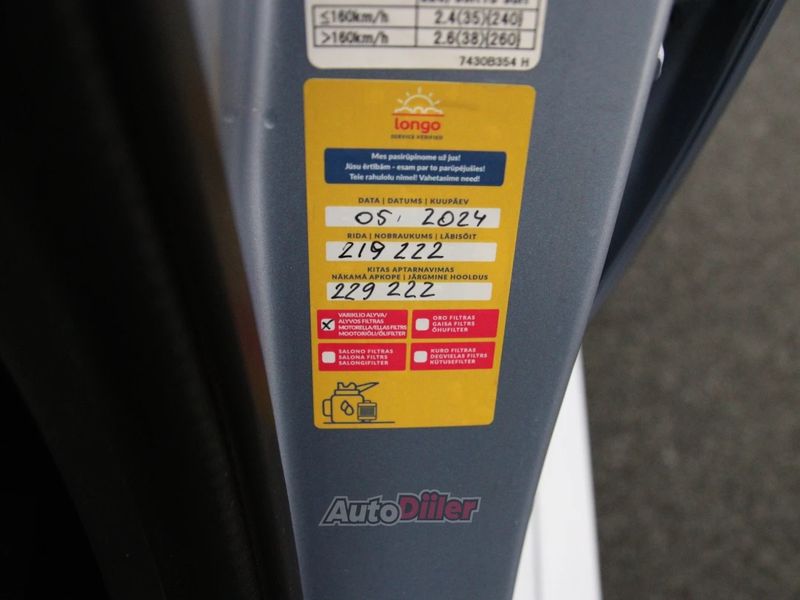 ≤160km/h 2.4(35){240}
>160km/h 2.6(38){260}
7430B354 H
longo
SERVICE VERIFIED
Mes pasirūpinome už jus!
Jūsu ērtībām - esam par to parūpējušies!
Teie rahulolu nimel! Vahetasime need!
DATA | DATUMS | KUUPÄEV
05. 2024
RIDA | NOBRAUKUMS | LÄBISÕIT
219 222
KITAS APTARNAVIMAS
NĀKAMĀ APKOPE | JÄRGMINE HOOLDUS
229 222
VARIKLIO ALYVA/
ALYVOS FILTRAS
MOTORELLA/EĻĻAS FILTRS
MOOTORIÕLI/ÕLIFILTER
ORO FILTRAS
GAISA FILTRS
ÕHUFILTER
SALONO FILTRAS
SALONA FILTRS
SALONGIFILTER
KURO FILTRAS
DEGVIELAS FILTRS
KÜTUSEFILTER
AutoDiiler